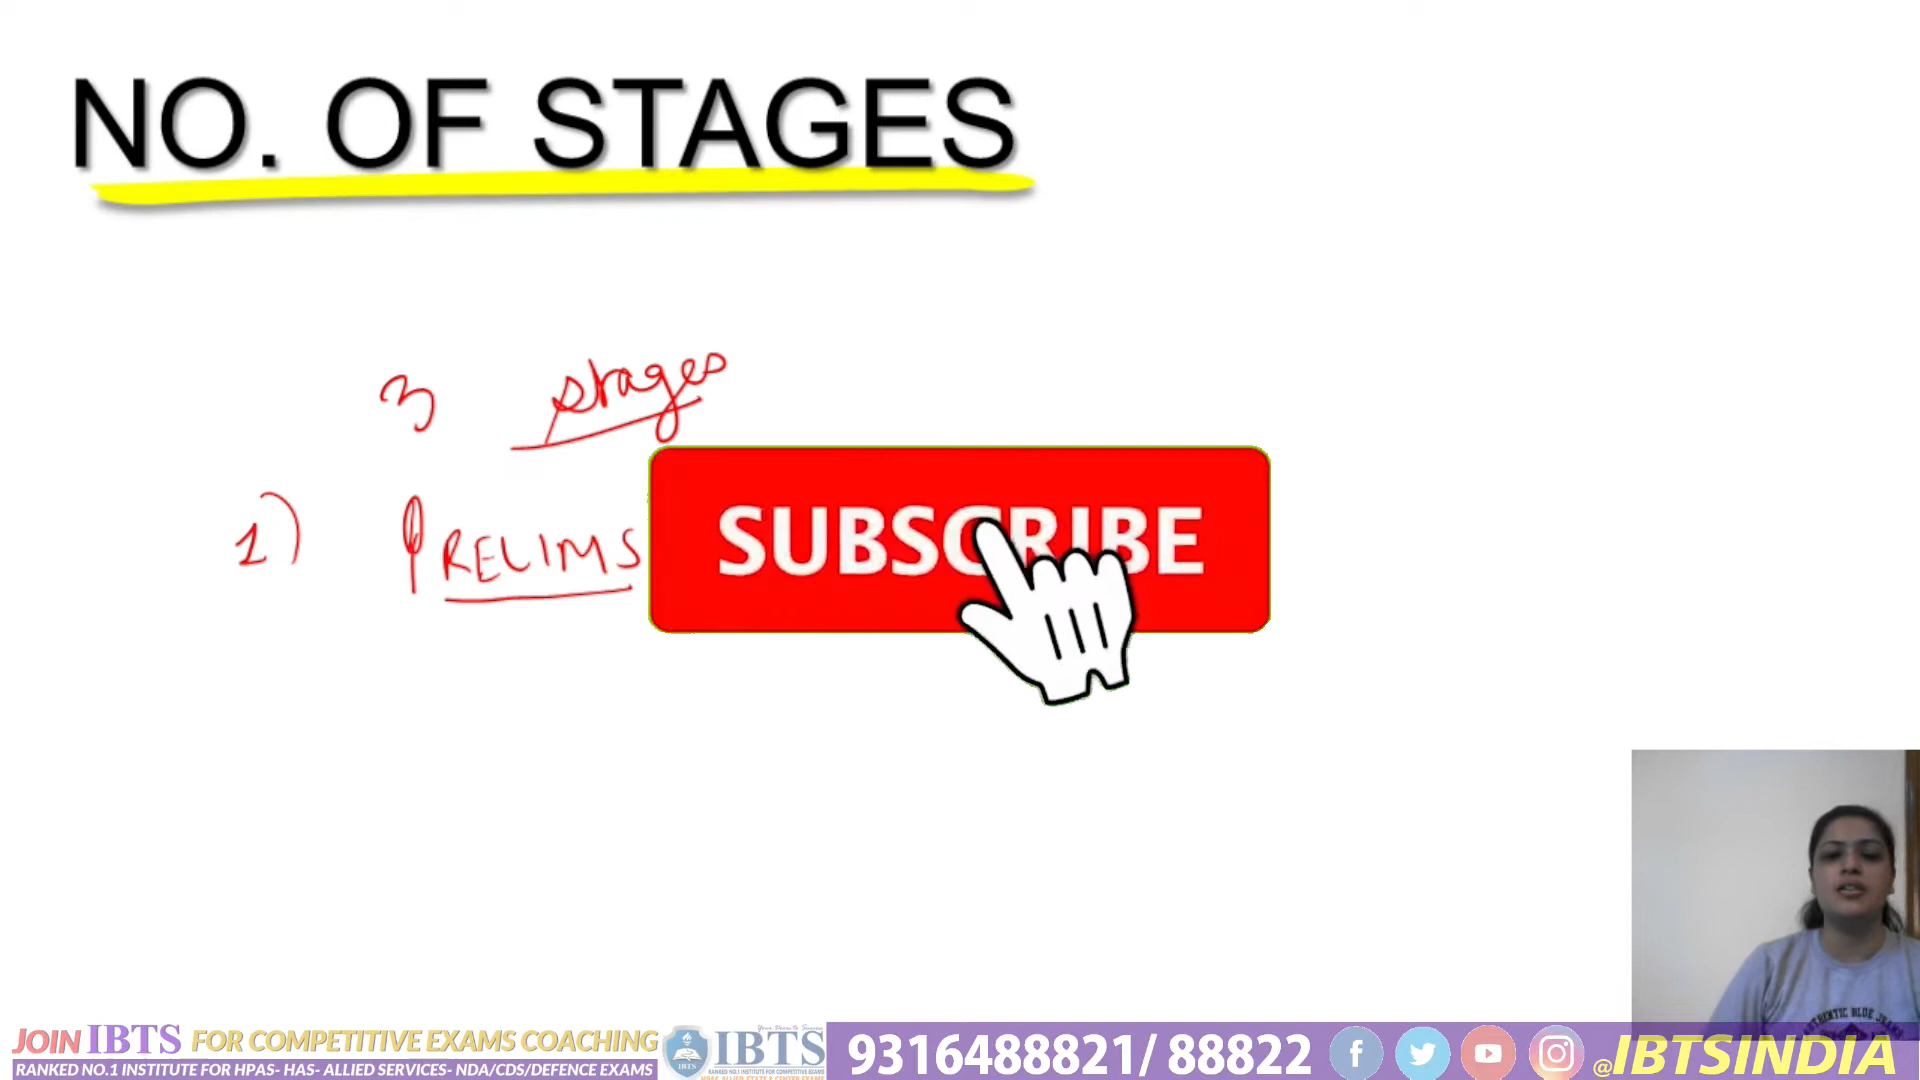 NO. OF STAGES
3 stages
1) PRELIMS
SUBSCRIBE
JOIN IBTS FOR COMPETITIVE EXAMS COACHING
RANKED NO.1 INSTITUTE FOR HPAS- HAS- ALLIED SERVICES- NDA/CDS/DEFENCE EXAMS
IBTS
IBTS
9316488821/ 88822
@IBTSINDIA